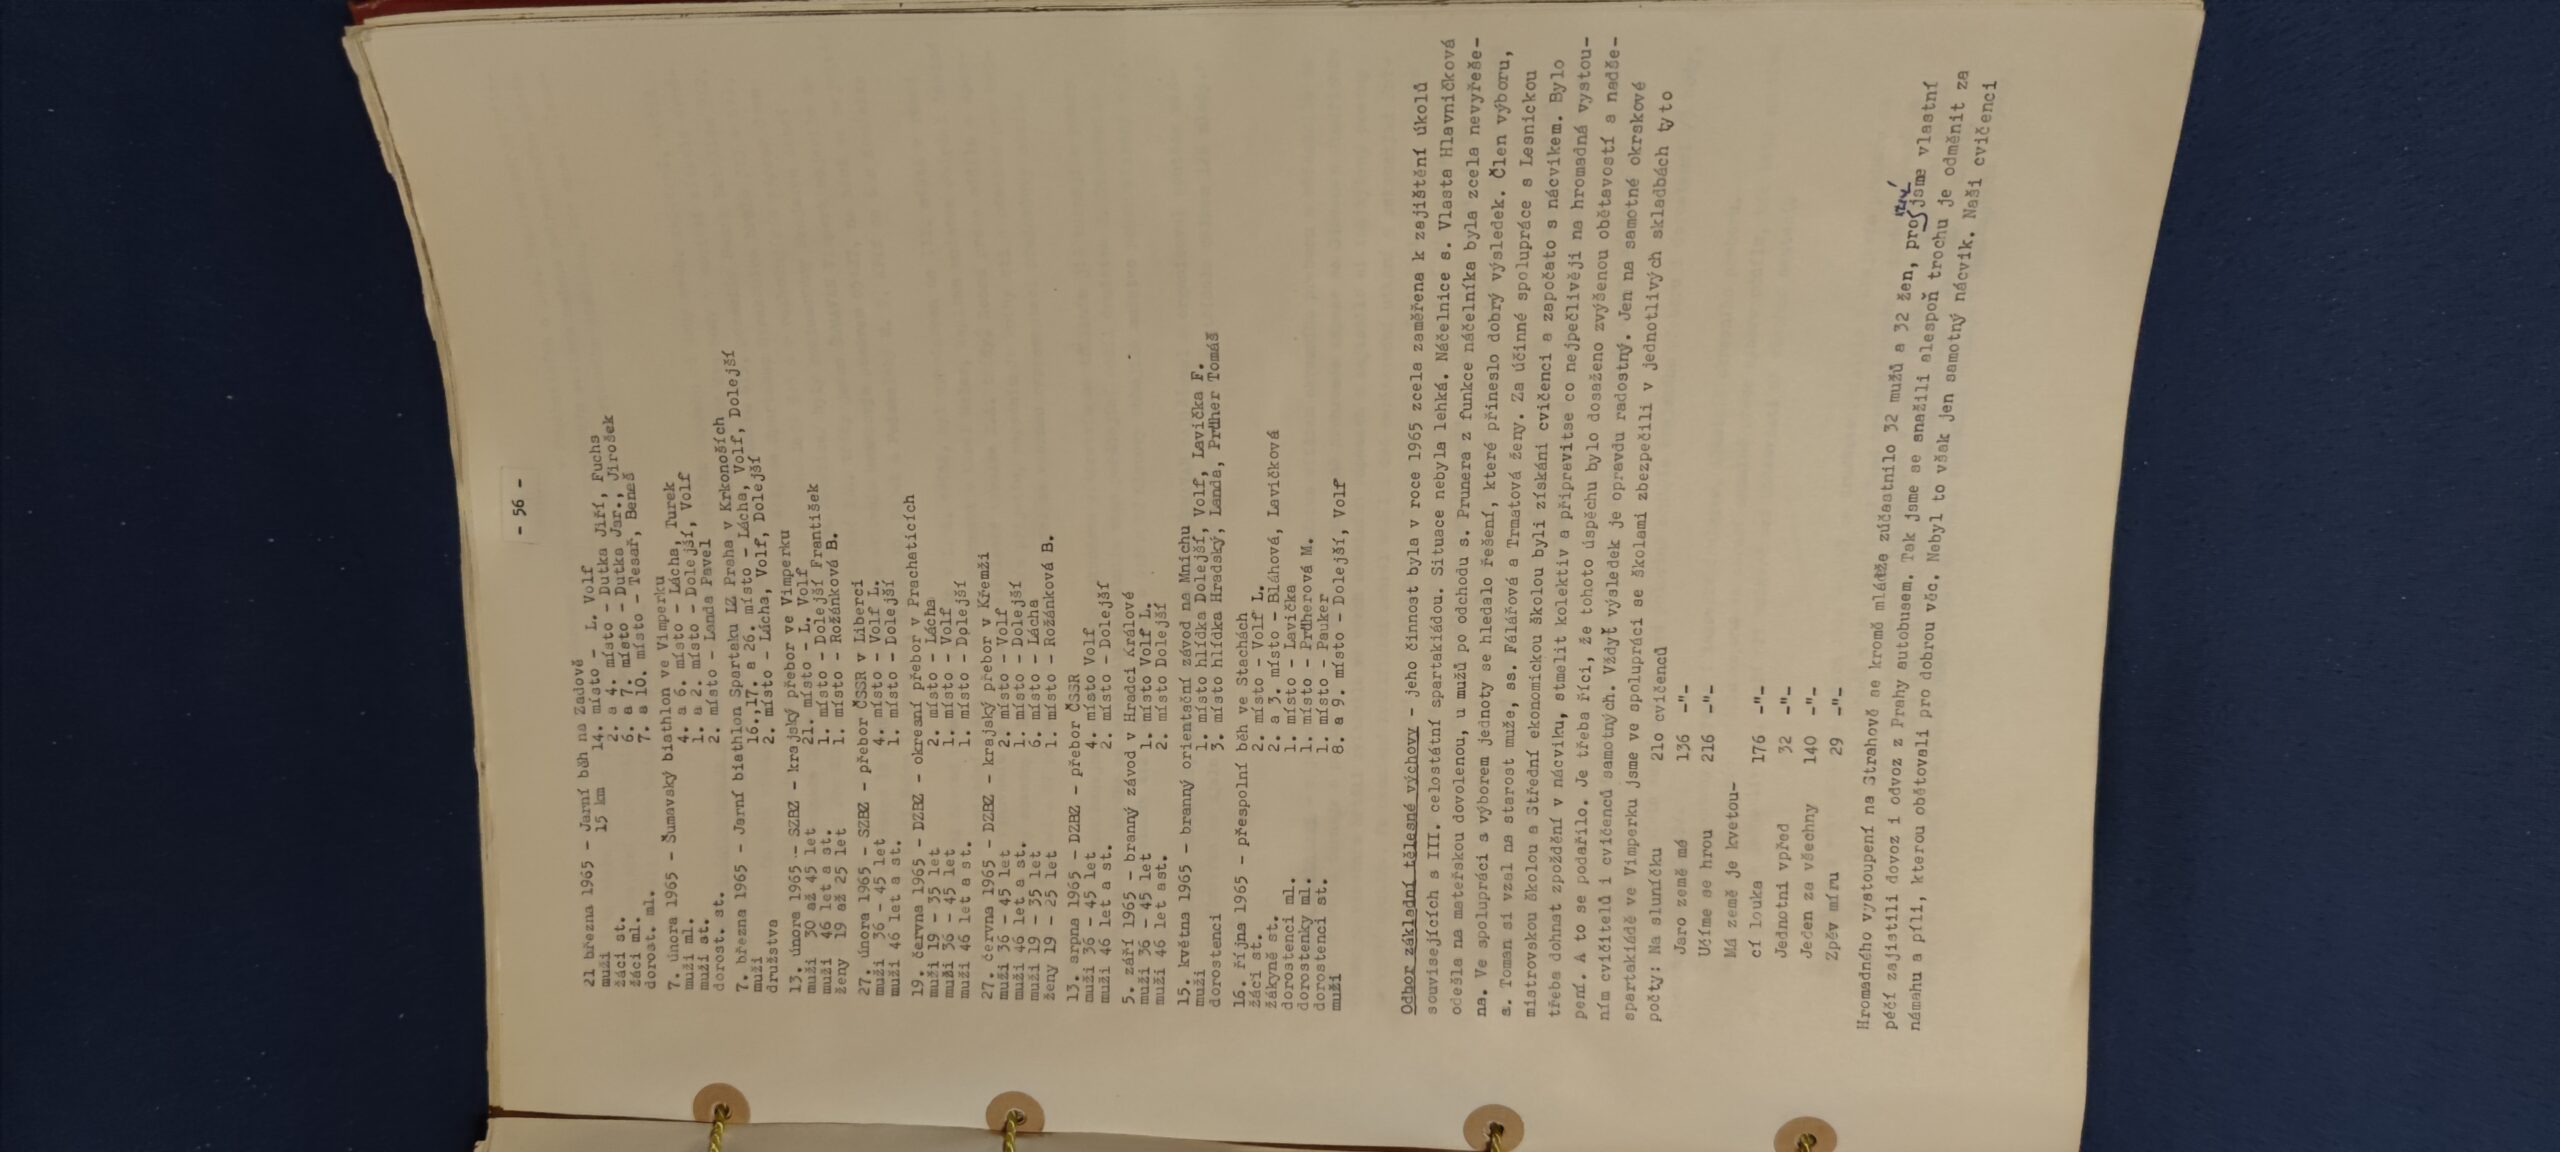 - 56 -
21 března 1965 - Jarní běh na Zadově
muži 15 km 14. místo - L. Volf
žáci st. 2. a 4. místo - Dutka Jiří, Fuchs
žáci ml. 6. a 7. místo - Dutka Jar., Jirošek
dorost. ml. 7. a 10. místo - Tesař, Beneš
7. února 1965 - Šumavský biathlon ve Vimperku
muži ml. 4. a 6. místo - Lácha, Turek
muži st. 1. a 2. místo - Dolejší, Volf
dorost. st. 2. místo - Landa Pavel
7. března 1965 - Jarní biathlon Spartaku LZ Praha v Krkonoších
muži 16.,17. a 26. místo - Lácha, Volf, Dolejší
družstva 2. místo - Lácha, Volf, Dolejší
13. února 1965 - SZBZ - krajský přebor ve Vimperku
muži 30 až 45 let 21. místo - L. Volf
muži 46 let a st. 1. místo - Dolejší František
ženy 19 až 25 let 1. místo - Rožánková B.
27. února 1965 - SZBZ - přebor ČSSR v Liberci
muži 36 - 45 let 4. místo - Volf L.
muži 46 let a st. 1. místo - Dolejší
19. června 1965 - DZBZ - okresní přebor v Prachaticích
muži 19 - 35 let 2. místo - Lácha
muži 36 - 45 let 1. místo - Volf
muži 46 let a st. 1. místo - Dolejší
27. června 1965 - DZBZ - krajský přebor v Křemži
muži 36 - 45 let 2. místo - Volf
muži 46 let a st. 1. místo - Dolejší
muži 19 - 35 let 6. místo - Lácha
ženy 19 - 25 let 1. místo - Rožánková B.
13. srpna 1965 - DZBZ - přebor ČSSR
muži 36 - 45 let 4. místo Volf
muži 46 let a st. 2. místo - Dolejší
5. září 1965 - branný závod v Hradci Králové
muži 36 - 45 let 1. místo Volf L.
muži 46 let ast. 2. místo Dolejší
15. května 1965 - branný orientační závod na Mnichu
muži 1. místo hlídka Dolejší, Volf, Lavička F.
dorostenci 3. místo hlídka Hradský, Landa, Průher Tomáš
16. října 1965 - přespolní běh ve Stachách
žáci st. 2. místo - Volf L.
žákyně st. 2. a 3. místo - Bláhová, Lavičková
dorostenci ml. 1. místo - Lavička
dorostenky ml. 1. místo - Průherová M.
dorostenci st. 1. místo - Pauker
muži 8. a 9. místo - Dolejší, Volf
Odbor základní tělesné výchovy - jeho činnost byla v roce 1965 zcela zaměřena k zajištění úkolů
souvisejících s III. celostátní spartakiádou. Situace nebyla lehká. Náčelnice s. Vlasta Hlavničková
odešla na mateřskou dovolenou, u mužů po odchodu s. Prunera z funkce náčelníka byla zcela nevyřeše-
na. Ve spolupráci s výborem jednoty se hledalo řešení, které přineslo dobrý výsledek. Člen výboru,
s. Toman si vzal na starost muže, ss. Fálářová a Trmatová ženy. Za účinné spolupráce s Lesnickou
mistrovskou školou a Střední ekonomickou školou byli získáni cvičenci a započato s nácvikem. Bylo
třeba dohnat zpoždění v nácviku, stmelit kolektiv a připravitse co nejpečlivěji na hromadná vystou-
pení. A to se podařilo. Je třeba říci, že tohoto úspěchu bylo dosaženo zvýšenou obětavostí a nadše-
ním cvičitelů i cvičenců samotných. Vždyť výsledek je opravdu radostný. Jen na samotné okrskové
spartakiádě ve Vimperku jsme ve spolupráci se školami zbezpečili v jednotlivých skladbách ty to
počty: Na sluníčku 210 cvičenců
Jaro země mé 136 -"-
Učíme se hrou 216 -"-
Má země je kvetou-
cí louka 176 -"-
Jednotni vpřed 32 -"-
Jeden za všechny 140 -"-
Zpěv míru 29 -"-
Hromadného vystoupení na Strahově se kromě mládeže zúčastnilo 32 mužů a 32 žen, pro jsme vlastní
péčí zajistili dovoz i odvoz z Prahy autobusem. Tak jsme se snažili alespoň trochu je odměnit za
námahu a píli, kterou obětovali pro dobrou věc. Nebyl to však jen samotný nácvik. Naši cvičenci